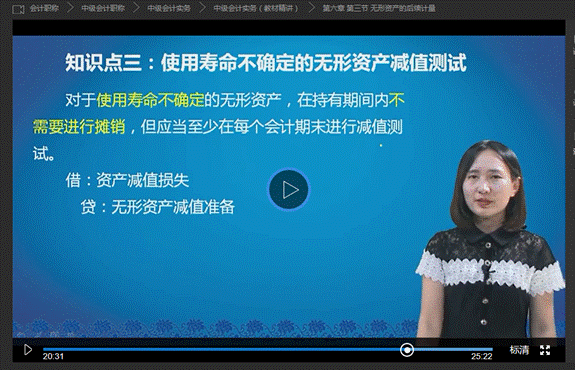 会计职称 中级会计职称 中级会计实务 中级会计实务（教材精讲） 第六章 第三节 无形资产的后续计量
知识点三：使用寿命不确定的无形资产减值测试
对于使用寿命不确定的无形资产，在持有期间内不
需要进行摊销，但应当至少在每个会计期末进行减值测
试。
借：资产减值损失
贷：无形资产减值准备
20:31 25:22 标清